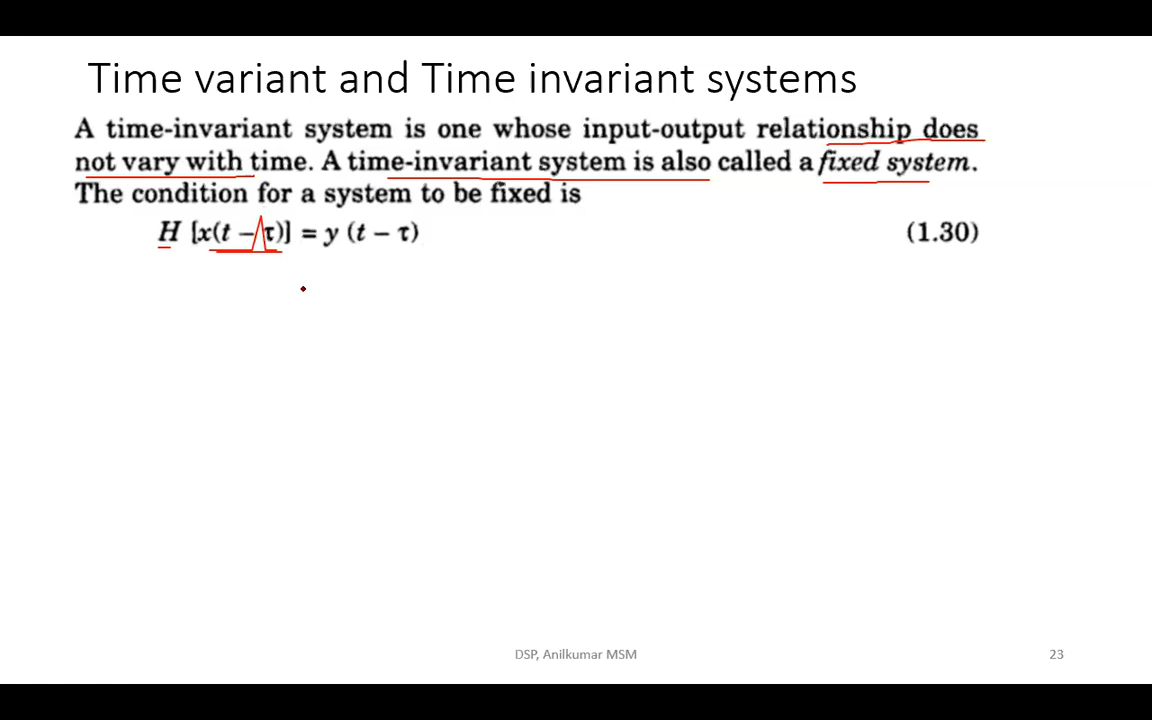 Time variant and Time invariant systems
A time-invariant system is one whose input-output relationship does
not vary with time. A time-invariant system is also called a fixed system.
The condition for a system to be fixed is
H [x(t – τ)] = y (t – τ) (1.30)
DSP, Anilkumar MSM 23